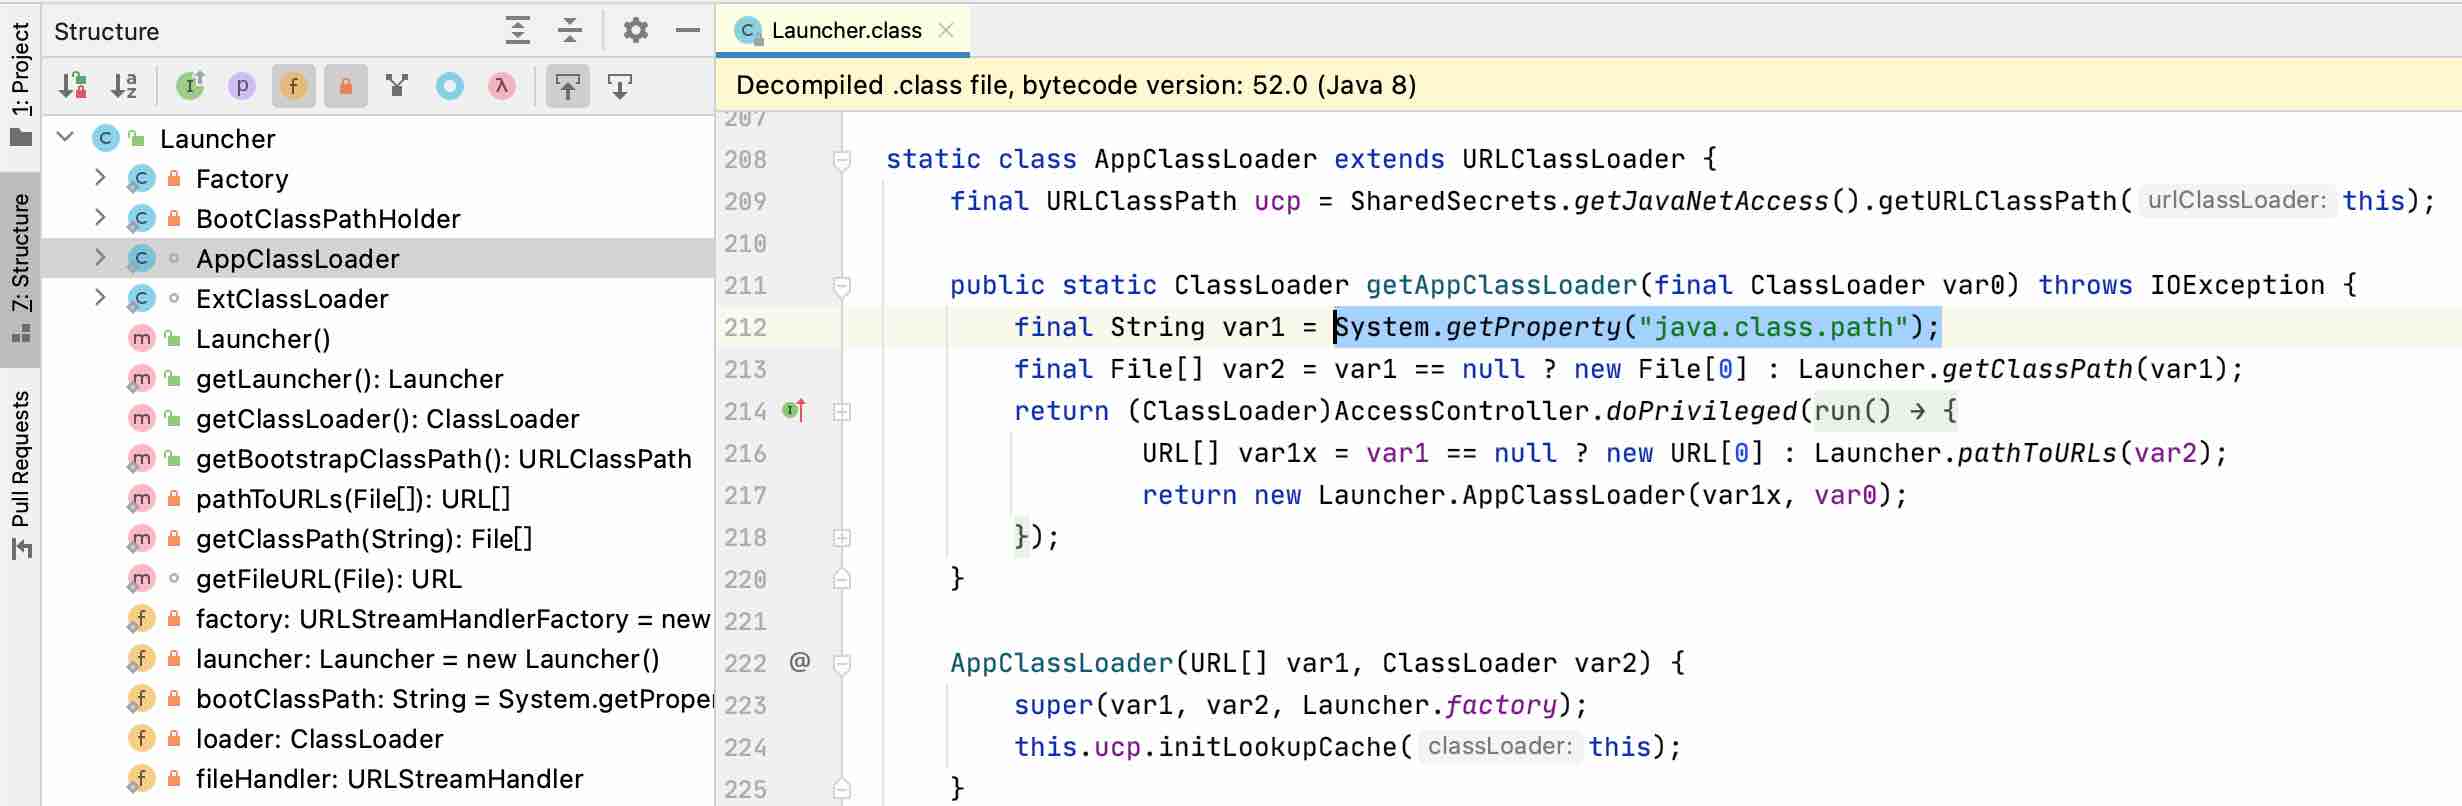 1: Project
Z: Structure
Pull Requests
Structure
Launcher
Factory
BootClassPathHolder
AppClassLoader
ExtClassLoader
Launcher()
getLauncher(): Launcher
getClassLoader(): ClassLoader
getBootstrapClassPath(): URLClassPath
pathToURLs(File[]): URL[]
getClassPath(String): File[]
getFileURL(File): URL
factory: URLStreamHandlerFactory = new
launcher: Launcher = new Launcher()
bootClassPath: String = System.getProper
loader: ClassLoader
fileHandler: URLStreamHandler
Launcher.class
Decompiled .class file, bytecode version: 52.0 (Java 8)
207
208 static class AppClassLoader extends URLClassLoader {
209 final URLClassPath ucp = SharedSecrets.getJavaNetAccess().getURLClassPath( urlClassLoader: this);
210
211 public static ClassLoader getAppClassLoader(final ClassLoader var0) throws IOException {
212 final String var1 = System.getProperty("java.class.path");
213 final File[] var2 = var1 == null ? new File[0] : Launcher.getClassPath(var1);
214 return (ClassLoader)AccessController.doPrivileged(run() → {
216 URL[] var1x = var1 == null ? new URL[0] : Launcher.pathToURLs(var2);
217 return new Launcher.AppClassLoader(var1x, var0);
218 });
220 }
221
222 @ AppClassLoader(URL[] var1, ClassLoader var2) {
223 super(var1, var2, Launcher.factory);
224 this.ucp.initLookupCache( classLoader: this);
225 }